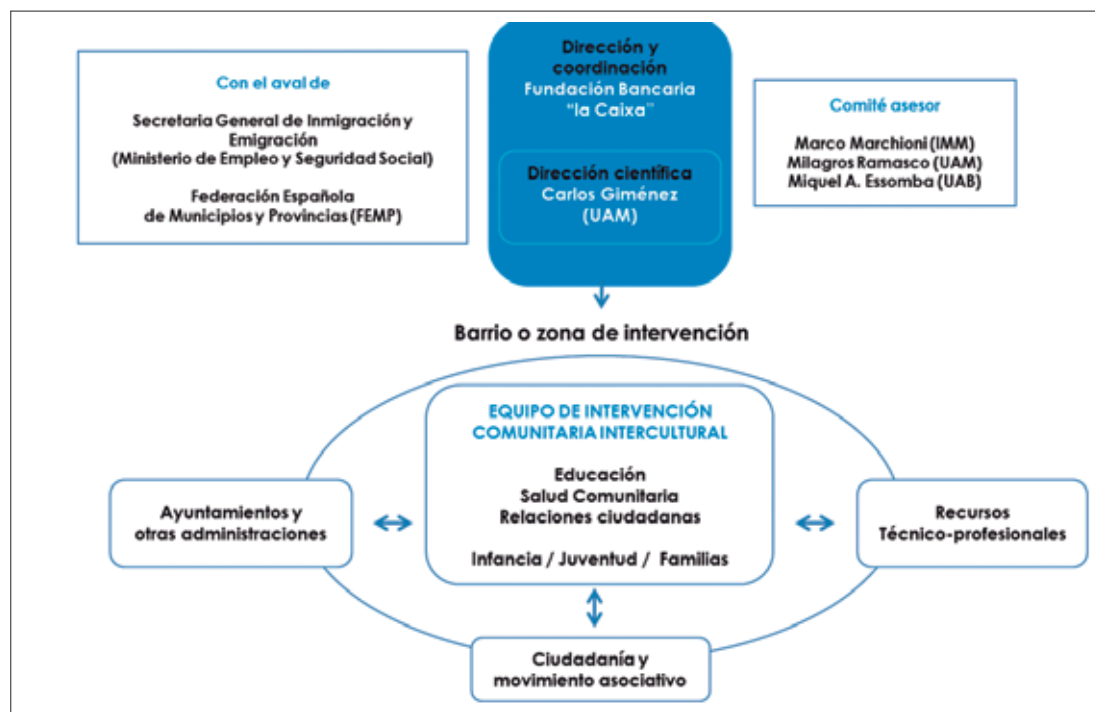 Con el aval de
Secretaria General de Inmigración y
Emigración
(Ministerio de Empleo y Seguridad Social)
Federación Española
de Municipios y Provincias (FEMP)
Dirección y
coordinación
Fundación Bancaria
“la Caixa”
Dirección científica
Carlos Giménez
(UAM)
Comité asesor
Marco Marchioni (IMM)
Milagros Ramasco (UAM)
Miquel A. Essomba (UAB)
Barrio o zona de intervención
EQUIPO DE INTERVENCIÓN
COMUNITARIA INTERCULTURAL
Educación
Salud Comunitaria
Relaciones ciudadanas
Infancia / Juventud / Familias
Ayuntamientos y
otras administraciones
Recursos
Técnico-profesionales
Ciudadanía y
movimiento asociativo